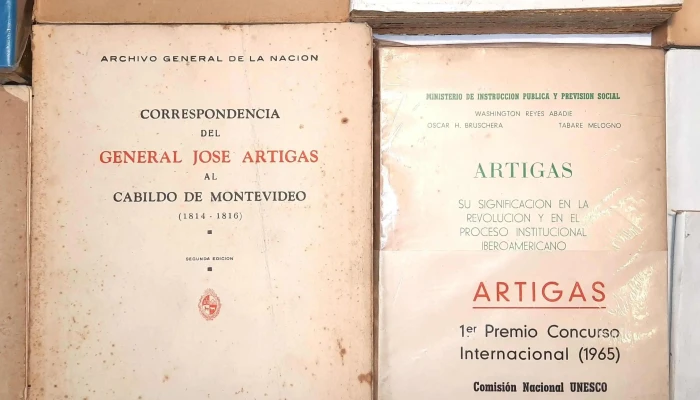 ARCHIVO GENERAL DE LA NACION
CORRESPONDENCIA
DEL
GENERAL JOSE ARTIGAS
AL
CABILDO DE MONTEVIDEO
(1814 - 1816)
SEGUNDA EDICION
MINISTERIO DE INSTRUCCION PUBLICA Y PREVISION SOCIAL
WASHINGTON REYES ABADIE
OSCAR H. BRUSCHERA TABARE MELOGNO
ARTIGAS
SU SIGNIFICACION EN LA
REVOLUCION Y EN EL
PROCESO INSTITUCIONAL
IBEROAMERICANO
ARTIGAS
1er Premio Concurso
Internacional (1965)
Comisión Nacional UNESCO